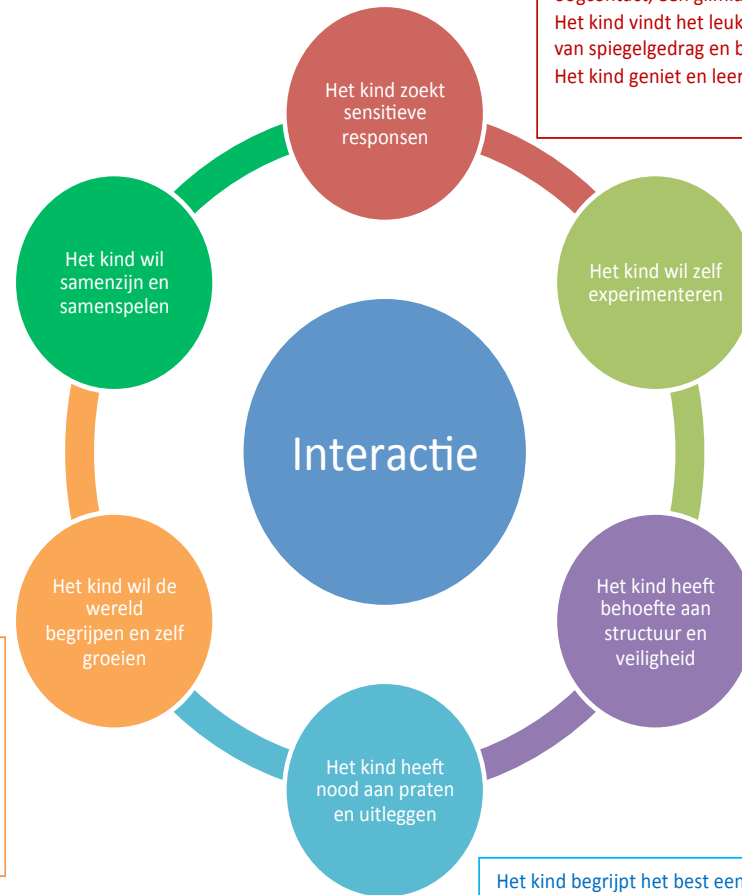 Het kind vindt het leuk
van spiegelgedrag en b
Het kind geniet en leer
Het kind zoekt
sensitieve
responsen
Het kind wil
samenzijn en
samenspelen
Het kind wil zelf
experimenteren
Interactie
Het kind wil de
wereld
begrijpen en zelf
groeien
Het kind heeft
behoefte aan
structuur en
veiligheid
Het kind heeft
nood aan praten
en uitleggen
Het kind begrijpt het best een